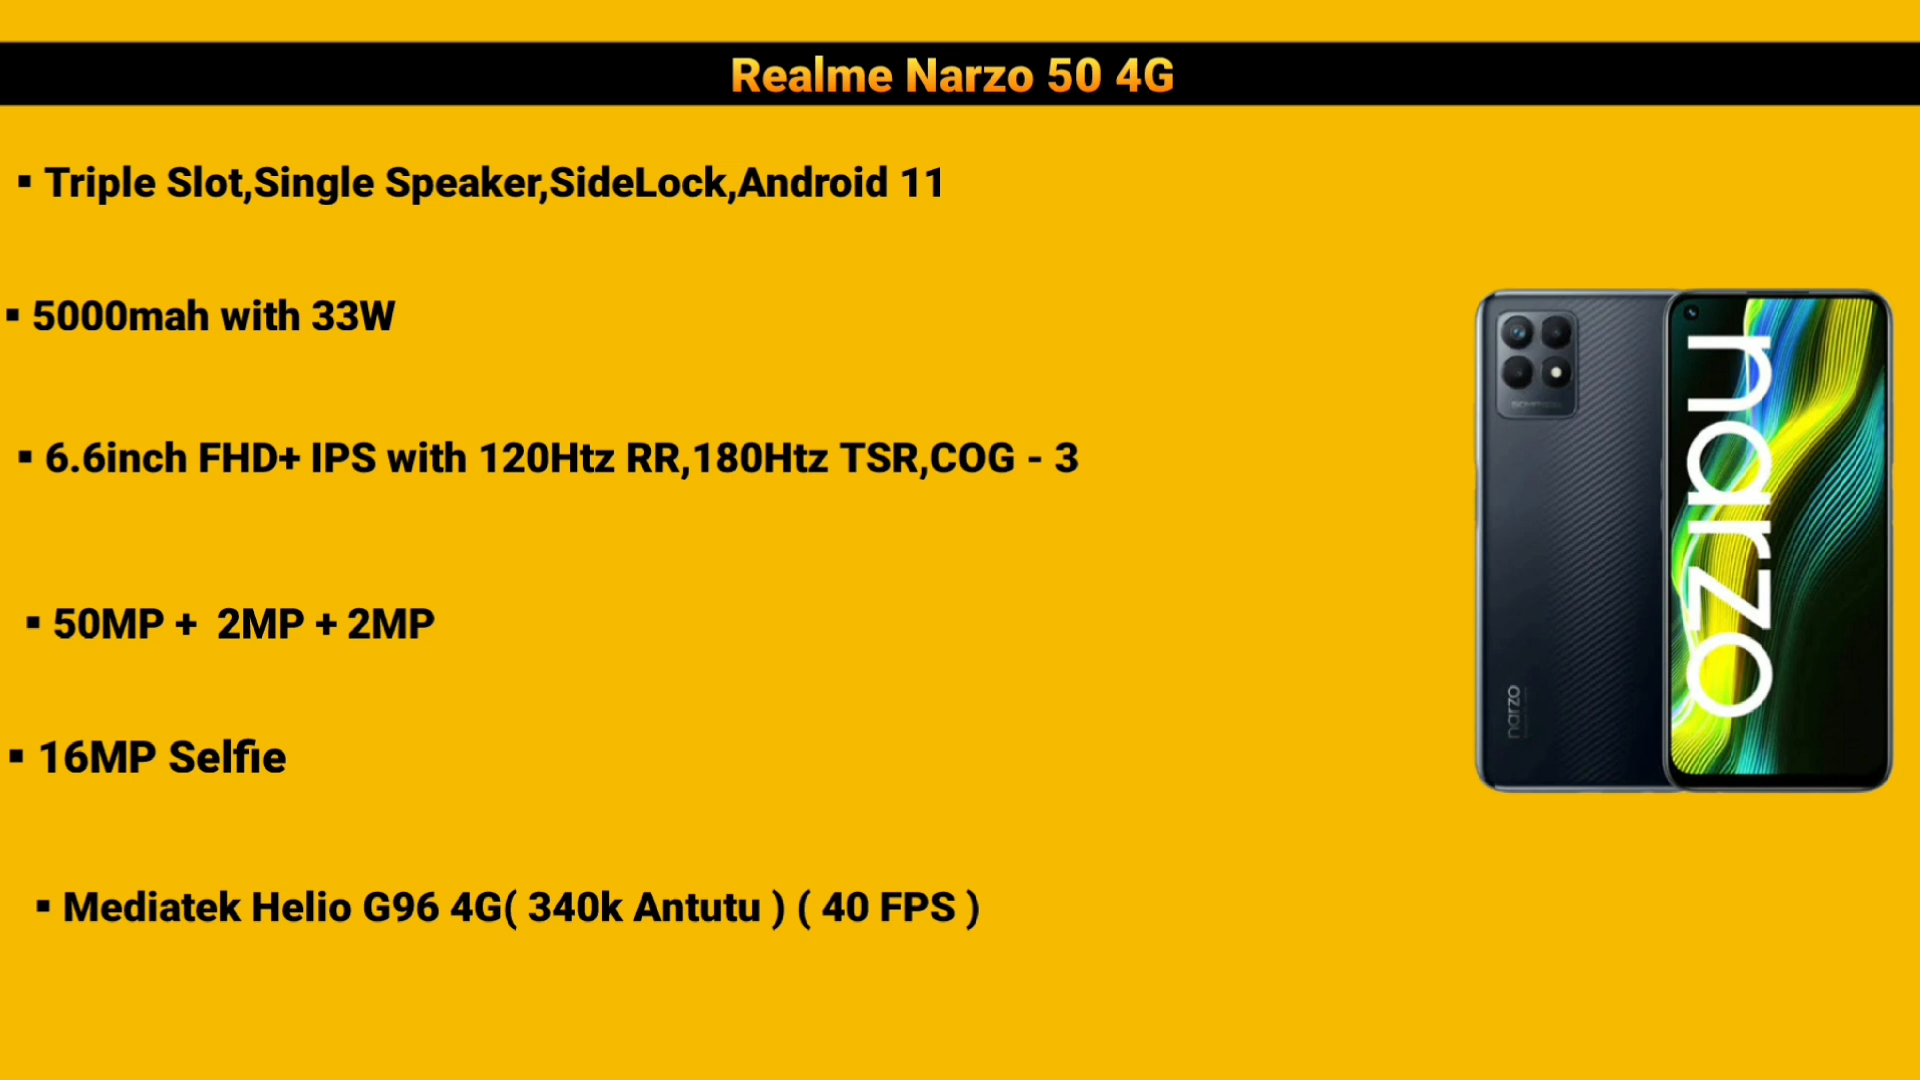 Realme Narzo 50 4G
▪ Triple Slot,Single Speaker,SideLock,Android 11
▪ 5000mah with 33W
▪ 6.6inch FHD+ IPS with 120Htz RR,180Htz TSR,COG - 3
▪ 50MP + 2MP + 2MP
▪ 16MP Selfie
▪ Mediatek Helio G96 4G( 340k Antutu ) ( 40 FPS )
narzo
narzo